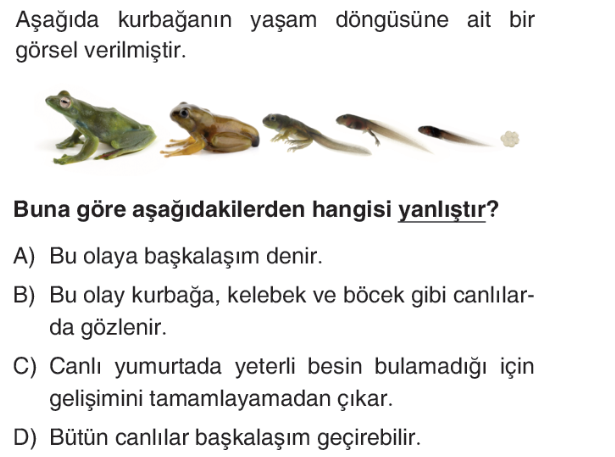 Aşağıda kurbağanın yaşam döngüsüne ait bir
görsel verilmiştir.
Buna göre aşağıdakilerden hangisi yanlıştır?
A) Bu olaya başkalaşım denir.
B) Bu olay kurbağa, kelebek ve böcek gibi canlılar-
da gözlenir.
C) Canlı yumurtada yeterli besin bulamadığı için
gelişimini tamamlayamadan çıkar.
D) Bütün canlılar başkalaşım geçirebilir.